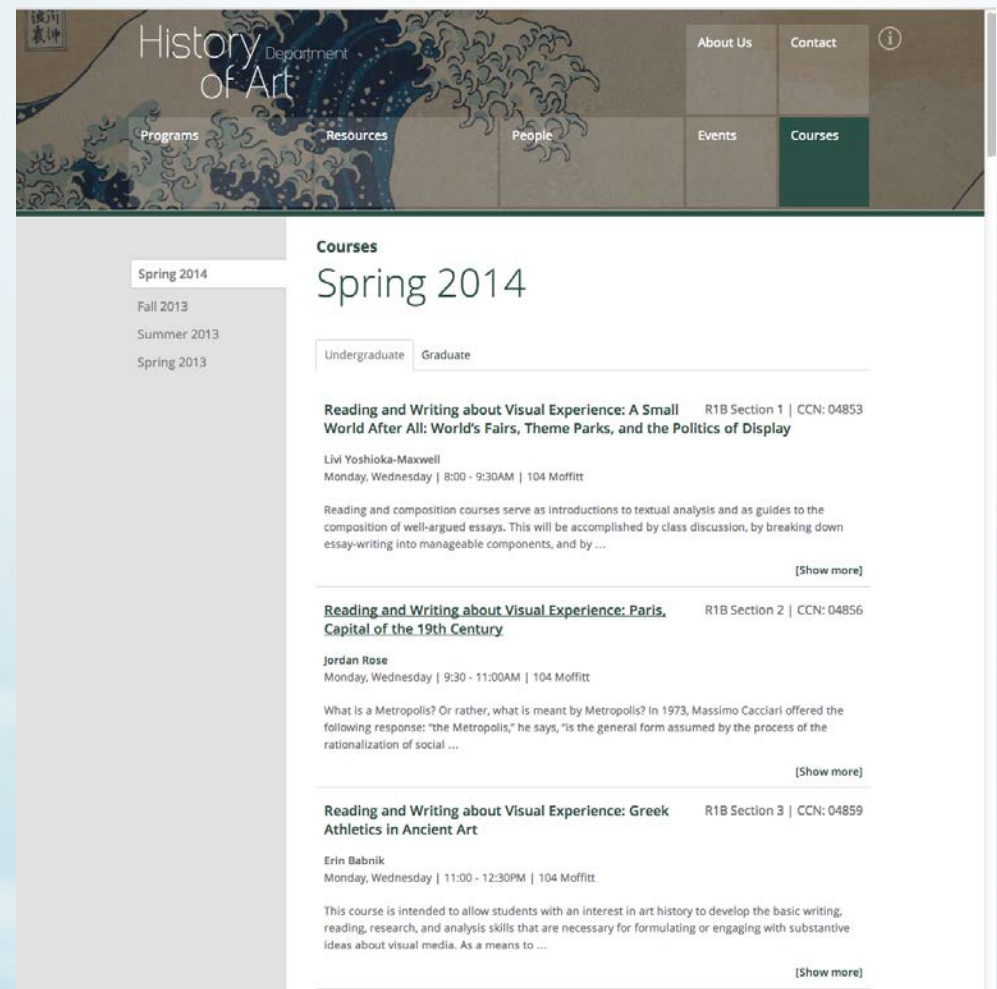 History Department
of Art
About Us
Contact
Programs
Resources
People
Events
Courses
Spring 2014
Fall 2013
Summer 2013
Spring 2013
Courses
Spring 2014
Undergraduate
Graduate
Reading and Writing about Visual Experience: A Small
World After All: World's Fairs, Theme Parks, and the Politics of Display
R1B Section 1 | CCN: 04853
Livi Yoshioka-Maxwell
Monday, Wednesday | 8:00 - 9:30AM | 104 Moffitt
Reading and composition courses serve as introductions to textual analysis and as guides to the
composition of well-argued essays. This will be accomplished by class discussion, by breaking down
essay-writing into manageable components, and by ...
[Show more]
Reading and Writing about Visual Experience: Paris,
Capital of the 19th Century
R1B Section 2 | CCN: 04856
Jordan Rose
Monday, Wednesday | 9:30 - 11:00AM | 104 Moffitt
What is a Metropolis? Or rather, what is meant by Metropolis? In 1973, Massimo Cacciari offered the
following response: "the Metropolis," he says, "is the general form assumed by the process of the
rationalization of social ...
[Show more]
Reading and Writing about Visual Experience: Greek
Athletics in Ancient Art
R1B Section 3 | CCN: 04859
Erin Babnik
Monday, Wednesday | 11:00 - 12:30PM | 104 Moffitt
This course is intended to allow students with an interest in art history to develop the basic writing,
reading, research, and analysis skills that are necessary for formulating or engaging with substantive
ideas about visual media. As a means to ...
[Show more]